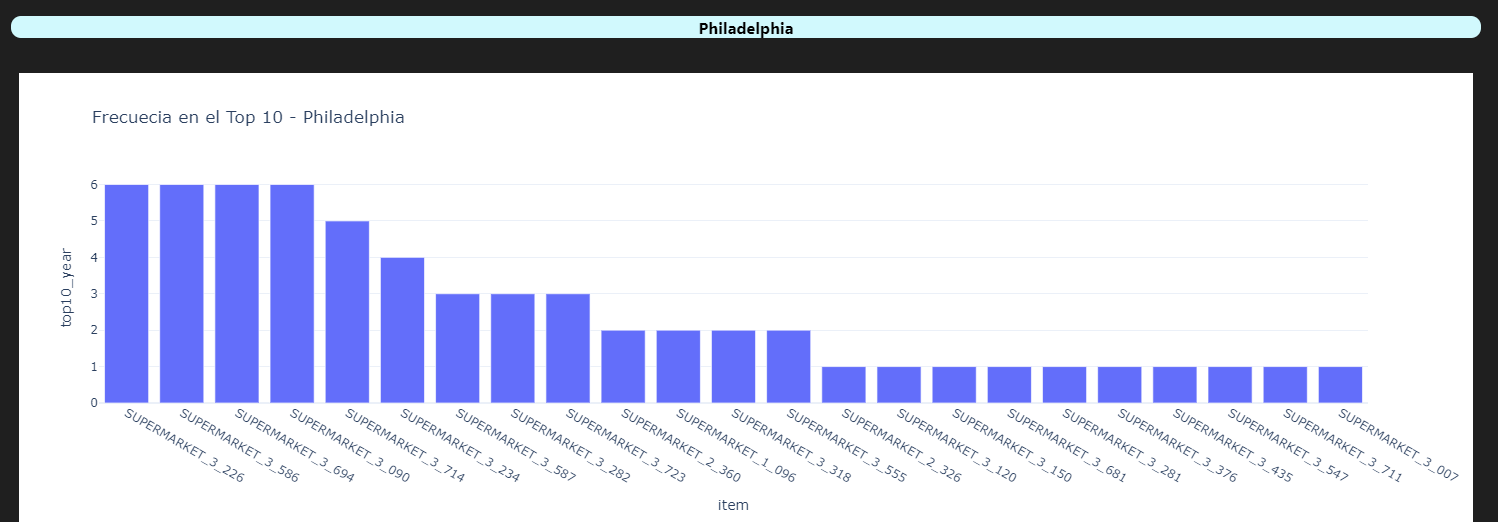 Philadelphia
Frecuecia en el Top 10 - Philadelphia
top10_year
6
5
4
3
2
1
0
SUPERMARKET_3_226
SUPERMARKET_3_586
SUPERMARKET_3_694
SUPERMARKET_3_090
SUPERMARKET_3_714
SUPERMARKET_3_234
SUPERMARKET_3_587
SUPERMARKET_3_282
SUPERMARKET_3_723
SUPERMARKET_2_360
SUPERMARKET_1_096
SUPERMARKET_3_318
SUPERMARKET_3_555
SUPERMARKET_2_326
SUPERMARKET_3_120
SUPERMARKET_3_150
SUPERMARKET_3_681
SUPERMARKET_3_281
SUPERMARKET_3_376
SUPERMARKET_3_435
SUPERMARKET_3_547
SUPERMARKET_3_711
SUPERMARKET_3_007
item